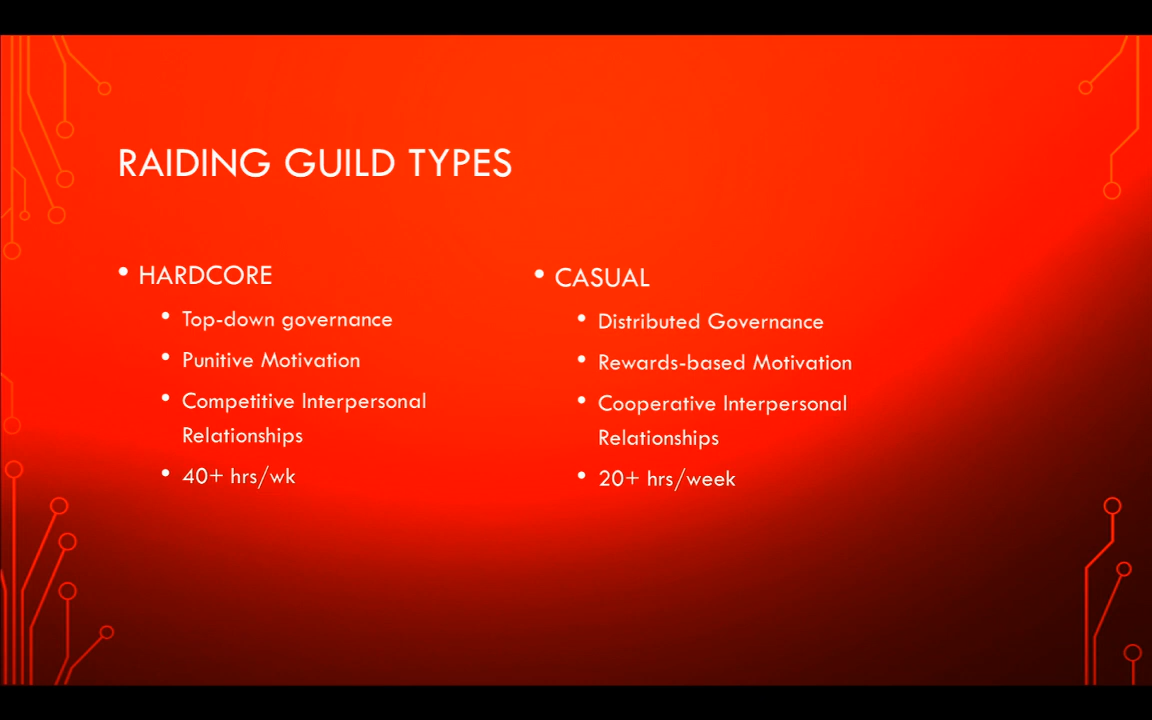 RAIDING GUILD TYPES
• HARDCORE
• Top-down governance
• Punitive Motivation
• Competitive Interpersonal
Relationships
• 40+ hrs/wk
• CASUAL
• Distributed Governance
• Rewards-based Motivation
• Cooperative Interpersonal
Relationships
• 20+ hrs/week